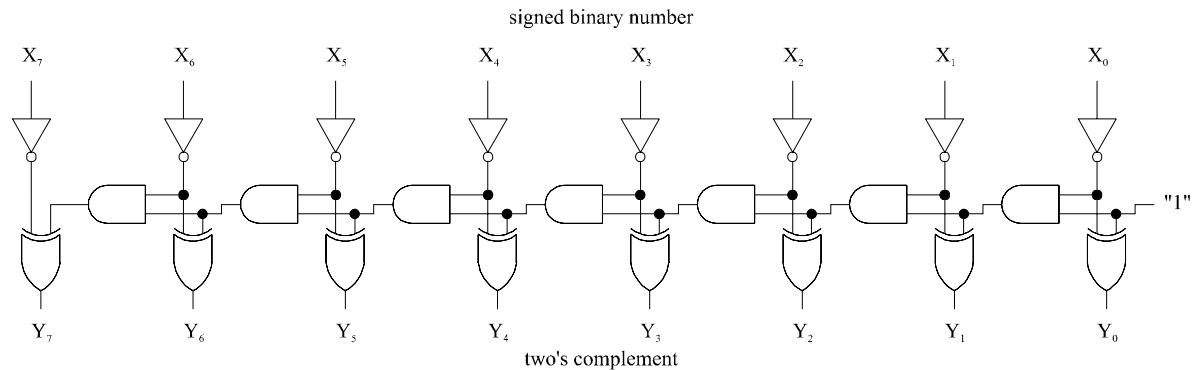 signed binary number
X₇ X₆ X₅ X₄ X₃ X₂ X₁ X₀
"1"
Y₇ Y₆ Y₅ Y₄ Y₃ Y₂ Y₁ Y₀
two's complement